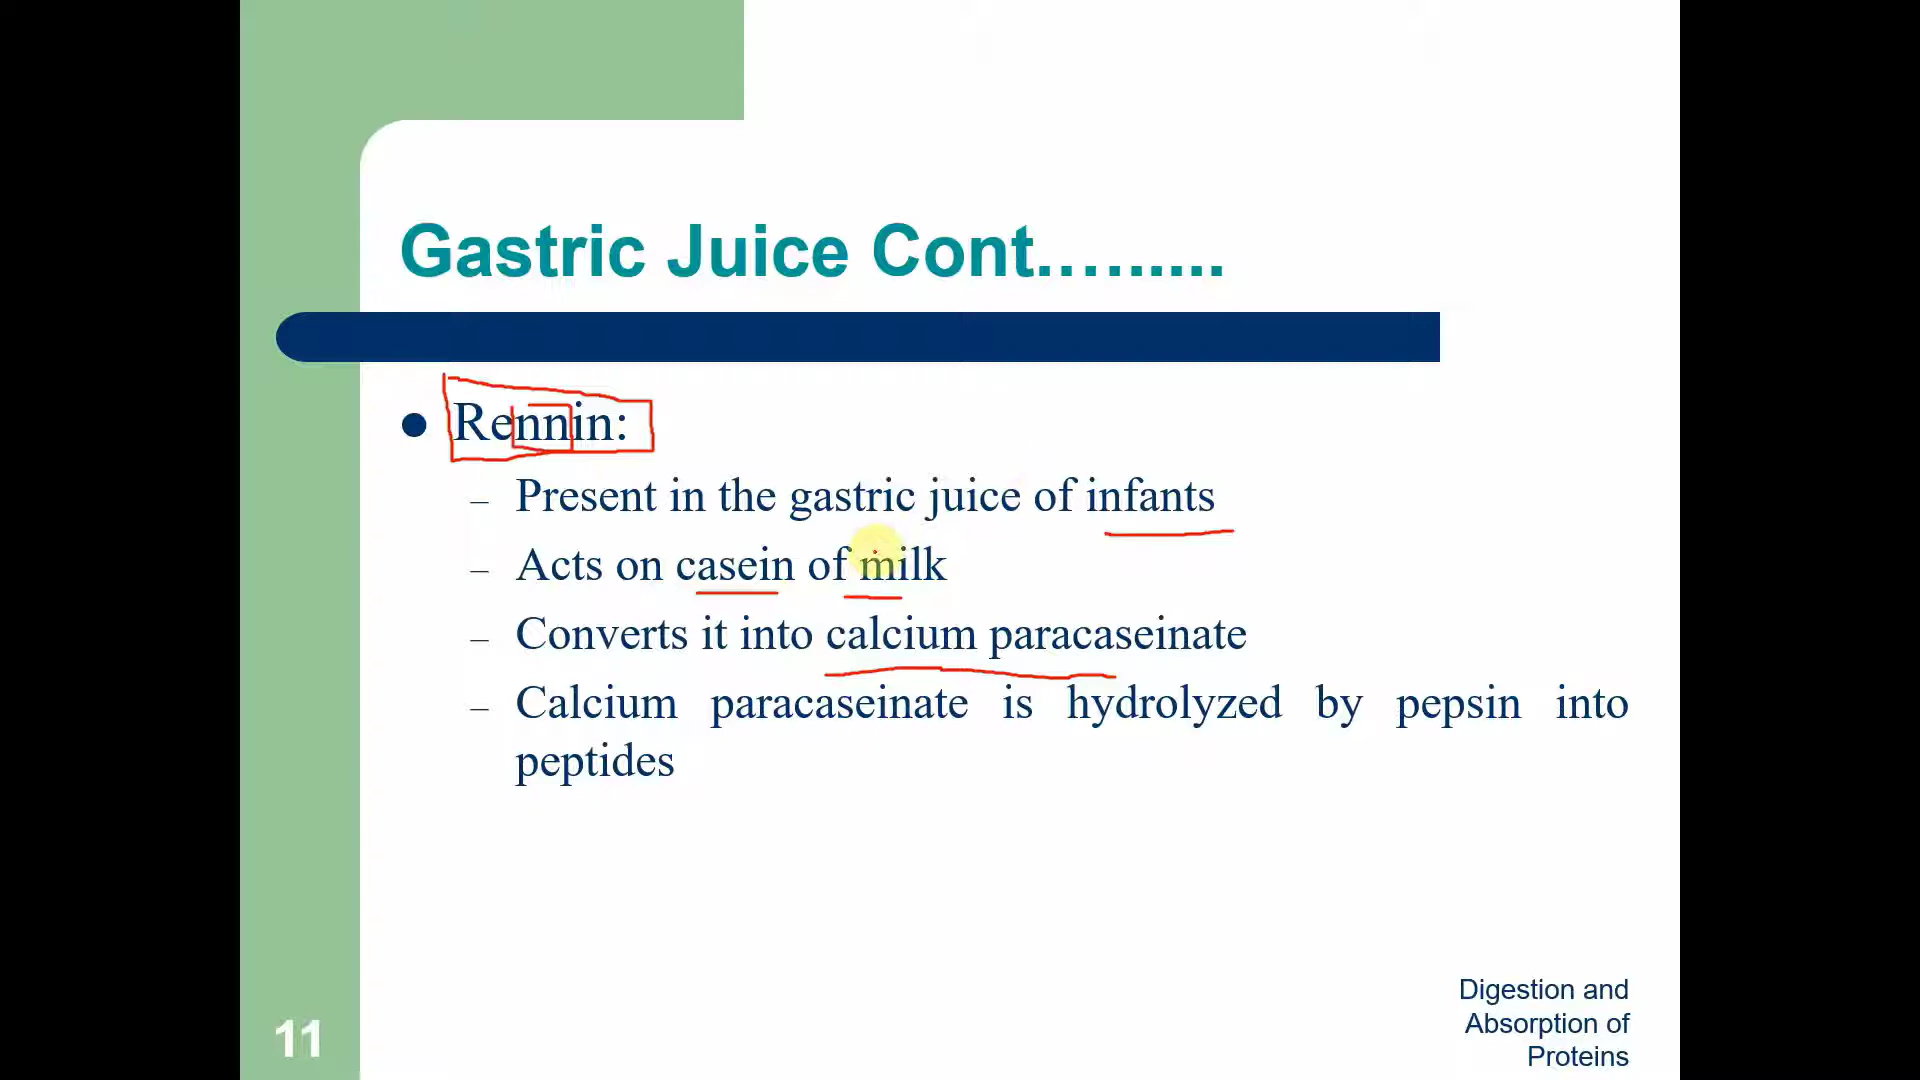 Gastric Juice Cont.…......
Rennin:
– Present in the gastric juice of infants
– Acts on casein of milk
– Converts it into calcium paracaseinate
– Calcium paracaseinate is hydrolyzed by pepsin into
peptides
11
Digestion and
Absorption of
Proteins